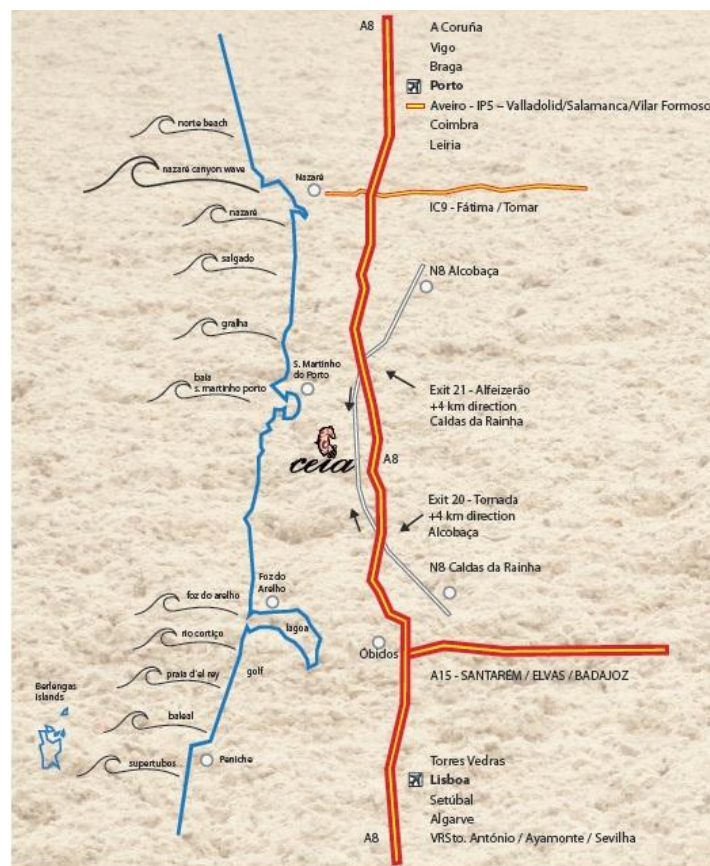 A8
A Coruña
Vigo
Braga
Porto
Aveiro - IP5 – Valladolid/Salamanca/Vilar Formoso
Coimbra
Leiria
norte beach
nazaré canyon wave
Nazaré
nazaré
IC9 - Fátima / Tomar
salgado
N8 Alcobaça
gralha
S. Martinho
do Porto
baía
s. martinho porto
Exit 21 - Alfeizerão
+4 km direction
Caldas da Rainha
ceia
A8
Exit 20 - Tornada
+4 km direction
Alcobaça
N8 Caldas da Rainha
Foz do
Arelho
foz do arelho
lagoa
rio cortiço
Óbidos
golf
praia d'el rey
A15 - SANTARÉM / ELVAS / BADAJOZ
Berlengas
Islands
baleal
Peniche
supertubos
Torres Vedras
Lisboa
Setúbal
Algarve
A8
VRSto. António / Ayamonte / Sevilha